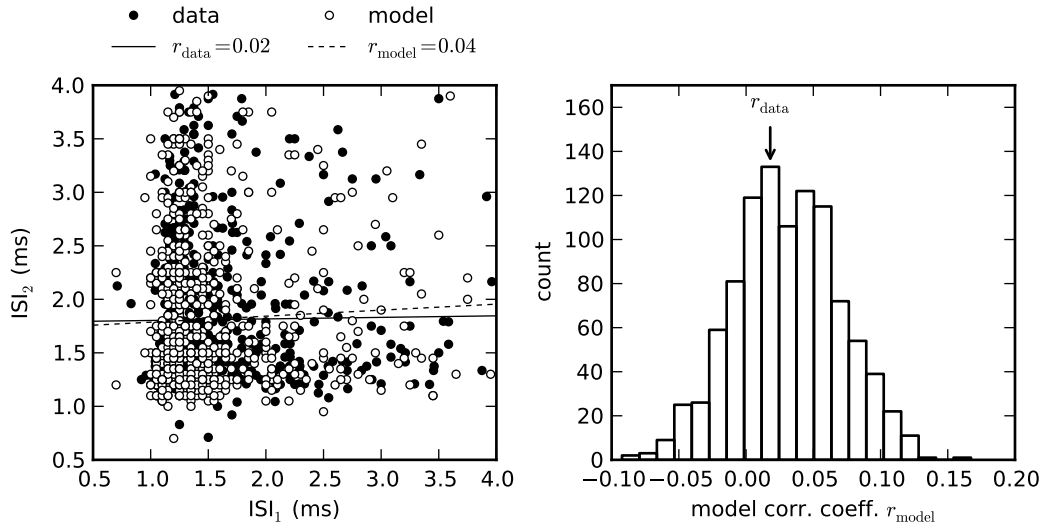 data model
r_data=0.02 r_model=0.04
4.0
3.5
3.0
2.5
2.0
1.5
1.0
0.5
ISI_2 (ms)
0.5 1.0 1.5 2.0 2.5 3.0 3.5 4.0
ISI_1 (ms)
160
140
120
100
80
60
40
20
0
count
r_data
−0.10 −0.05 0.00 0.05 0.10 0.15 0.20
model corr. coeff. r_model